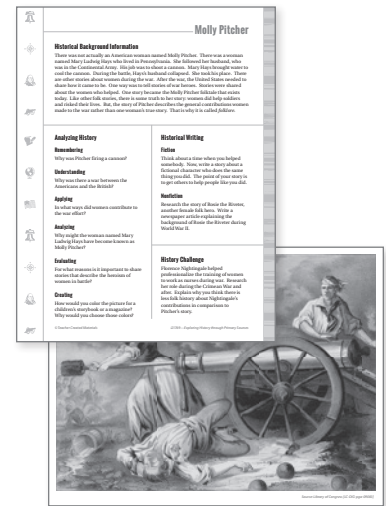 Molly Pitcher
Historical Background Information
There was not actually an American woman named Molly Pitcher. There was a woman
named Mary Hays who lived in Pennsylvania. She followed her husband, who
was in the Continental Army. His job was to shoot a cannon. Mary Hays brought water to
cool the cannon. During the battle, Hays's husband collapsed. She took his place. There
are other stories about women during the war. After the war, the United States needed to
share how it came to be. One way was to tell stories of war heroes. Stories were shared
about the women who helped. One story became the Molly Pitcher folktale that exists
today. Like other folk stories, there is some truth to her story: women did help soldiers
and risked their lives. But, the story of Pitcher describes the general contributions women
made to the war rather than one woman's true story. That is why it is called folklore.
Analyzing History
Remembering
Why was Pitcher firing a cannon?
Understanding
Why was there a war between the
Americans and the British?
Applying
In what ways did women contribute to
the war effort?
Analyzing
Why might the woman named Mary
Ludwig Hays have become known as
Molly Pitcher?
Evaluating
For what reasons is it important to share
stories that describe the heroism of
women in battle?
Creating
How would you color the picture for a
children's storybook or a magazine?
Why would you choose those colors?
Historical Writing
Fiction
Think about a time when you helped
somebody. Now, write a story about a
fictional character who does the same
thing you did. The point of your story is
to get others to help people like you did.
Nonfiction
Research the story of Rosie the Riveter,
another female folk hero. Write a
newspaper article explaining the
background of Rosie the Riveter during
World War II.
History Challenge
Florence Nightingale helped
professionalize the training of women
to work as nurses during war. Research
her role during the Crimean War and
after. Explain why you think there is
less folk history about Nightingale's
contributions in comparison to
Pitcher's story.
© Teacher Created Materials
Exploring History through Primary Sources